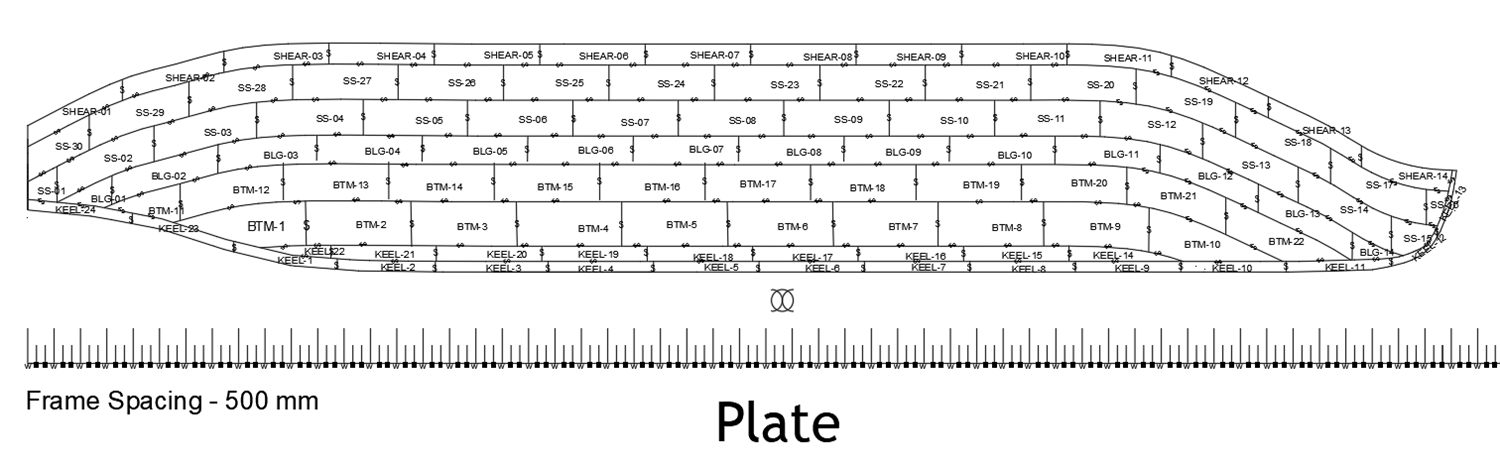 SHEAR-03 SHEAR-04 SHEAR-05 SHEAR-06 SHEAR-07 SHEAR-08 SHEAR-09 SHEAR-10 SHEAR-11
SHEAR-02 SS-28 SS-27 SS-26 SS-25 SS-24 SS-23 SS-22 SS-21 SS-20 SHEAR-12
SHEAR-01 SS-29 SS-19
SS-03 SS-04 SS-05 SS-06 SS-07 SS-08 SS-09 SS-10 SS-11 SS-12 SHEAR-13
SS-30 SS-02 SS-18
BLG-03 BLG-04 BLG-05 BLG-06 BLG-07 BLG-08 BLG-09 BLG-10 BLG-11 SS-13
BLG-02 BLG-12 SHEAR-14
SS-01 BTM-12 BTM-13 BTM-14 BTM-15 BTM-16 BTM-17 BTM-18 BTM-19 BTM-20 SS-17
BLG-01 BTM-21
KEEL-24 BTM-11 BLG-13 SS-14
KEEL-23 BTM-1 BTM-2 BTM-3 BTM-4 BTM-5 BTM-6 BTM-7 BTM-8 BTM-9 SS-15
BTM-10 BTM-22
KEEL-22 KEEL-21 KEEL-20 KEEL-19 KEEL-18 KEEL-17 KEEL-16 KEEL-15 KEEL-14 BLG-14
KEEL-1 KEEL-2 KEEL-3 KEEL-4 KEEL-5 KEEL-6 KEEL-7 KEEL-8 KEEL-9 KEEL-10 KEEL-11
Frame Spacing - 500 mm
Plate